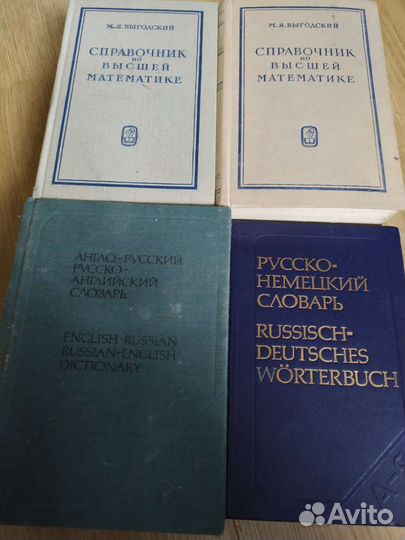 М.Я. ВЫГОДСКИЙ
СПРАВОЧНИК
ПО
ВЫСШЕЙ
МАТЕМАТИКЕ
М.Я. ВЫГОДСКИЙ
СПРАВОЧНИК
ПО
ВЫСШЕЙ
МАТЕМАТИКЕ
АНГЛО-РУССКИЙ
РУССКО-
АНГЛИЙСКИЙ
СЛОВАРЬ
ENGLISH-RUSSIAN
RUSSIAN-ENGLISH
DICTIONARY
РУССКО-
НЕМЕЦКИЙ
СЛОВАРЬ
RUSSISCH-
DEUTSCHES
WÖRTERBUCH
Avito